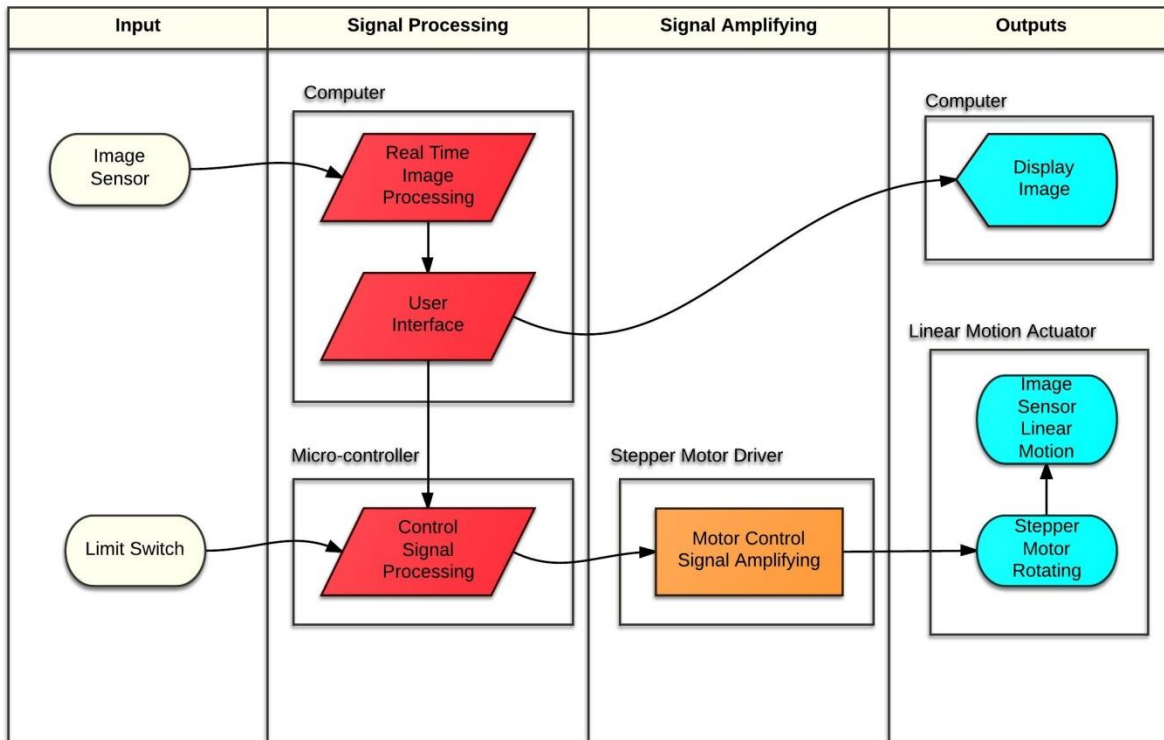 Input
Signal Processing
Signal Amplifying
Outputs
Computer
Computer
Image
Sensor
Real Time
Image
Processing
Display
Image
User
Interface
Linear Motion Actuator
Image
Sensor
Linear
Motion
Micro-controller
Stepper Motor Driver
Limit Switch
Control
Signal
Processing
Motor Control
Signal Amplifying
Stepper
Motor
Rotating